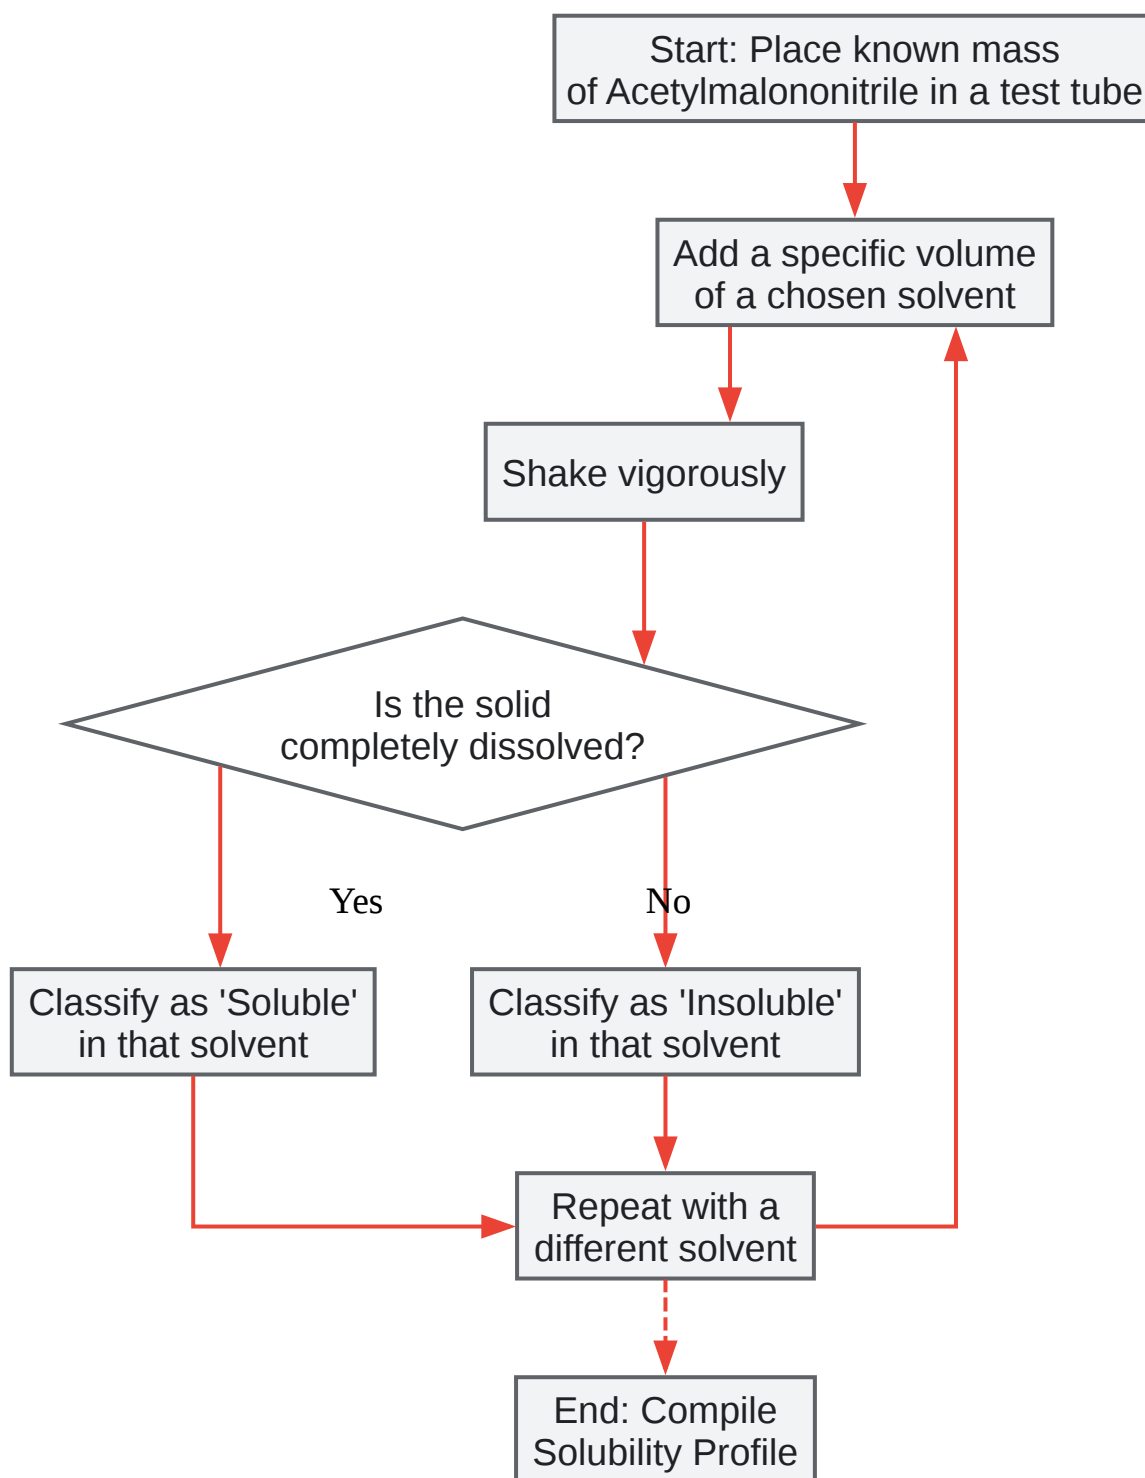 Start: Place known mass
of Acetylmalononitrile in a test tube
Add a specific volume
of a chosen solvent
Shake vigorously
Is the solid
completely dissolved?
Yes
No
Classify as 'Soluble'
in that solvent
Classify as 'Insoluble'
in that solvent
Repeat with a
different solvent
End: Compile
Solubility Profile